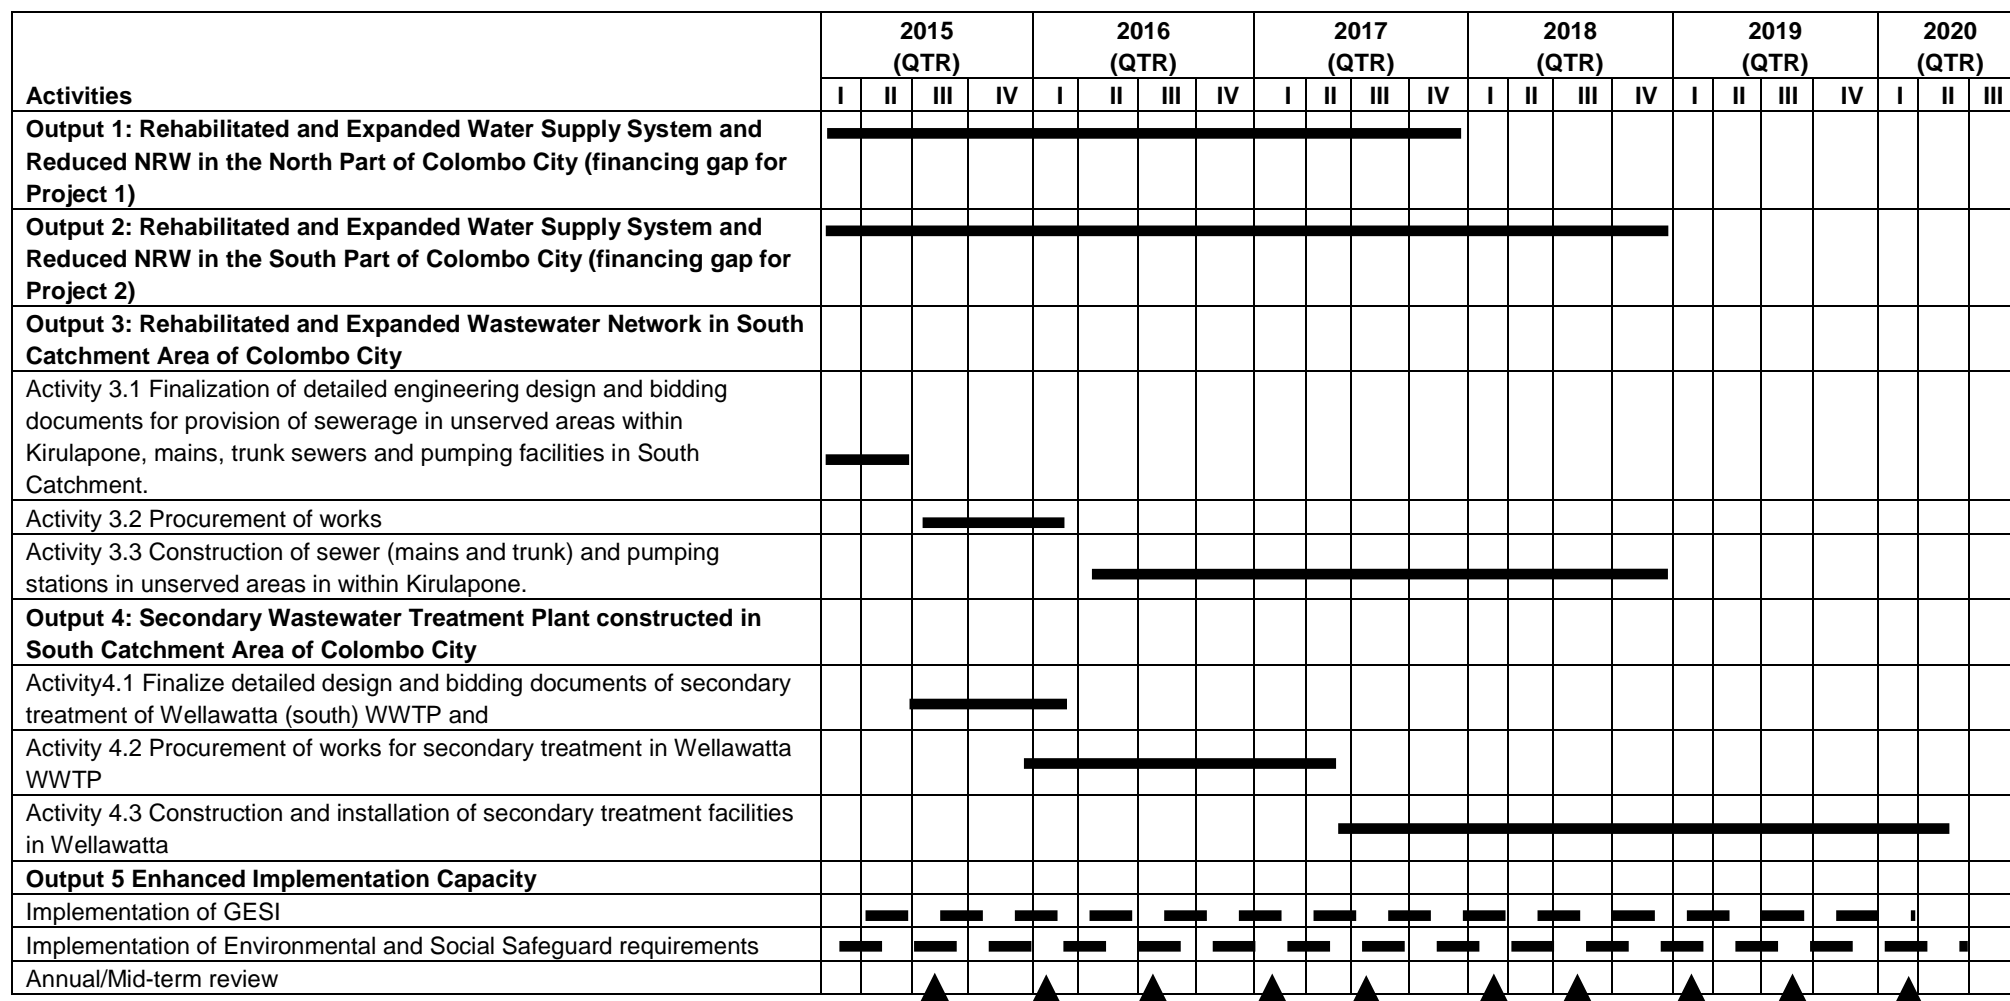 2015 2016 2017 2018 2019 2020
(QTR) (QTR) (QTR) (QTR) (QTR) (QTR)
Activities I II III IV I II III IV I II III IV I II III IV I II III IV I II III
Output 1: Rehabilitated and Expanded Water Supply System and
Reduced NRW in the North Part of Colombo City (financing gap for
Project 1)
Output 2: Rehabilitated and Expanded Water Supply System and
Reduced NRW in the South Part of Colombo City (financing gap for
Project 2)
Output 3: Rehabilitated and Expanded Wastewater Network in South
Catchment Area of Colombo City
Activity 3.1 Finalization of detailed engineering design and bidding
documents for provision of sewerage in unserved areas within
Kirulapone, mains, trunk sewers and pumping facilities in South
Catchment.
Activity 3.2 Procurement of works
Activity 3.3 Construction of sewer (mains and trunk) and pumping
stations in unserved areas in within Kirulapone.
Output 4: Secondary Wastewater Treatment Plant constructed in
South Catchment Area of Colombo City
Activity4.1 Finalize detailed design and bidding documents of secondary
treatment of Wellawatta (south) WWTP and
Activity 4.2 Procurement of works for secondary treatment in Wellawatta
WWTP
Activity 4.3 Construction and installation of secondary treatment facilities
in Wellawatta
Output 5 Enhanced Implementation Capacity
Implementation of GESI
Implementation of Environmental and Social Safeguard requirements
Annual/Mid-term review